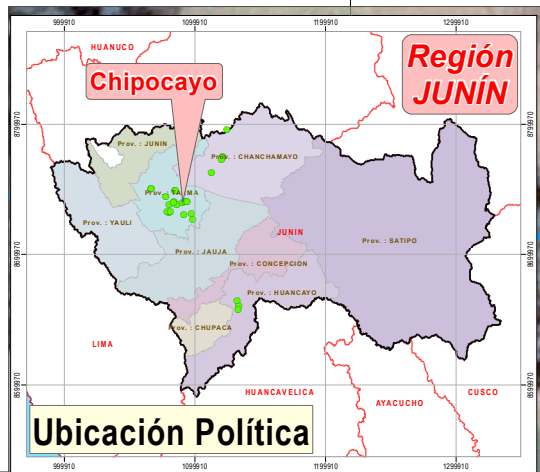 999910 1099910 1199910 1299910
HUANUCO
Región
JUNÍN
Chipocayo
8799970
8799970
Prov. : JUNIN
Prov. : CHANCHAMAYO
Prov. : TARMA
Prov. : YAULI
JUNIN
Prov. : SATIPO
Prov. : JAUJA
8699970
8699970
Prov. : CONCEPCIÓN
Prov. : HUANCAYO
Prov. : CHUPACA
LIMA
8599970
8599970
HUANCAVELICA
CUSCO
AYACUCHO
Ubicación Política
999910 1099910 1199910 1299910